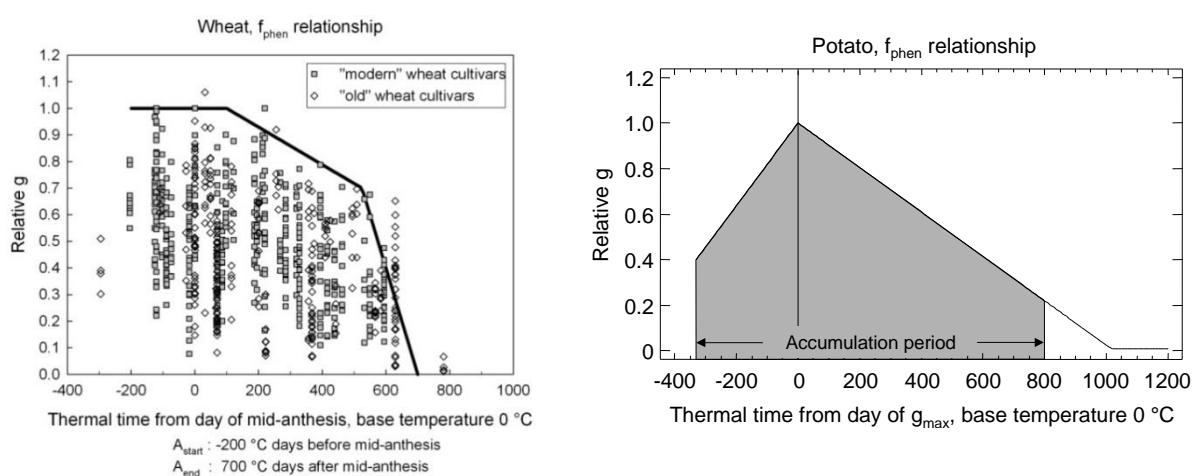 Wheat, fphen relationship
"modern" wheat cultivars
"old" wheat cultivars
Relative g
1.2
1.1
1.0
0.9
0.8
0.7
0.6
0.5
0.4
0.3
0.2
0.1
0.0
-400 -200 0 200 400 600 800 1000
Thermal time from day of mid-anthesis, base temperature 0 °C
Astart : -200 °C days before mid-anthesis
Aend : 700 °C days after mid-anthesis
Potato, fphen relationship
Relative g
1.2
1.0
0.8
0.6
0.4
0.2
0
Accumulation period
-400 -200 0 200 400 600 800 1000 1200
Thermal time from day of gmax, base temperature 0 °C